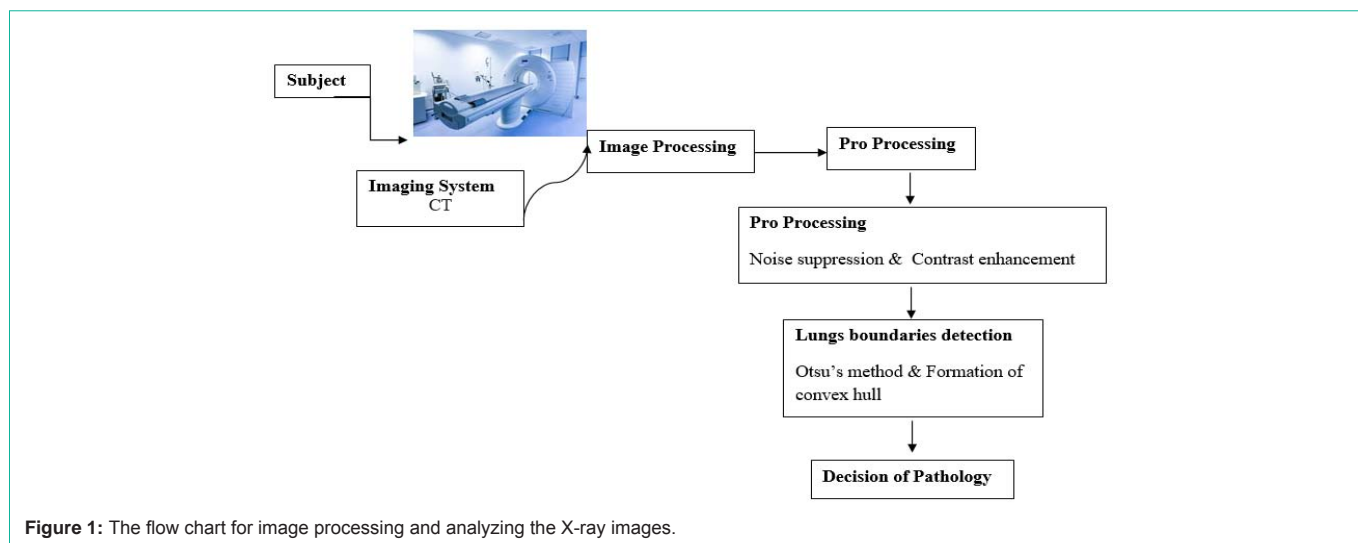 Subject
Imaging System
CT
Image Processing
Pro Processing
Pro Processing
Noise suppression & Contrast enhancement
Lungs boundaries detection
Otsu's method & Formation of
convex hull
Decision of Pathology
Figure 1: The flow chart for image processing and analyzing the X-ray images.